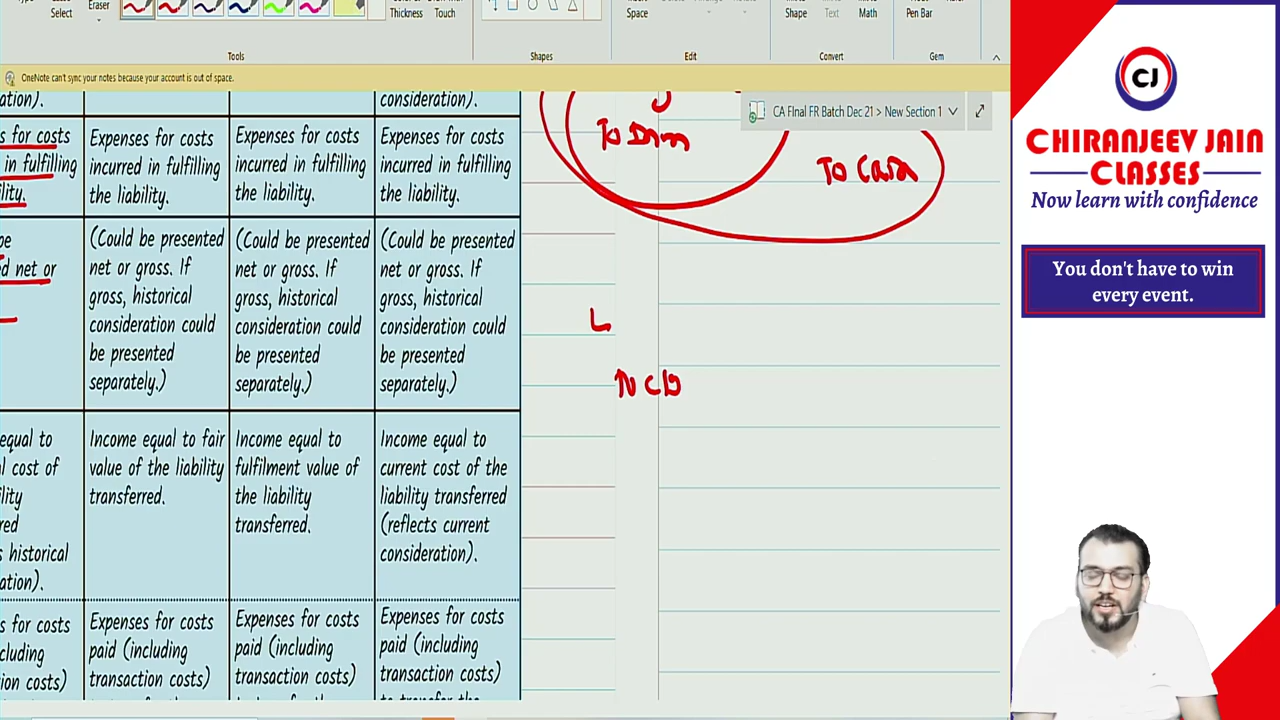 Type
Select
Eraser
Thickness
Touch
Space
Shape
Text
Math
Pen Bar
Tools
Shapes
Edit
Convert
Gem
OneNote can't sync your notes because your account is out of space.
CA FInal FR Batch Dec 21 > New Section 1
ation).
consideration).
s for costs
in fulfilling
ility.
Expenses for costs
incurred in fulfilling
the liability.
Expenses for costs
incurred in fulfilling
the liability.
Expenses for costs
incurred in fulfilling
the liability.
be
ed net or
(Could be presented
net or gross. If
gross, historical
consideration could
be presented
separately.)
(Could be presented
net or gross. If
gross, historical
consideration could
be presented
separately.)
(Could be presented
net or gross. If
gross, historical
consideration could
be presented
separately.)
equal to
l cost of
ility
red
s historical
ation).
Income equal to fair
value of the liability
transferred.
Income equal to
fulfilment value of
the liability
transferred.
Income equal to
current cost of the
liability transferred
(reflects current
consideration).
s for costs
cluding
ion costs)
Expenses for costs
paid (including
transaction costs)
Expenses for costs
paid (including
transaction costs)
Expenses for costs
paid (including
transaction costs)
to transfer the
To
To
L
CJ
CHIRANJEEV JAIN
CLASSES
Now learn with confidence
You don't have to win
every event.